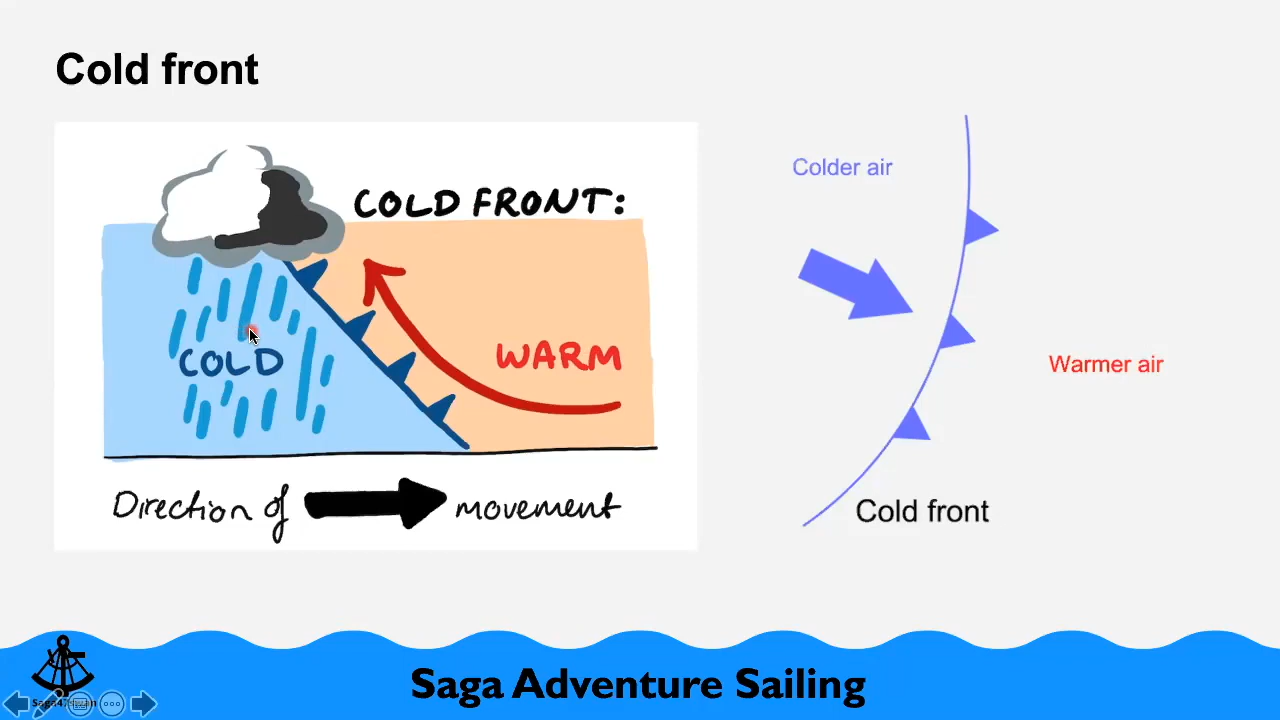 Cold front
COLD FRONT:
COLD
WARM
Direction of movement
Colder air
Warmer air
Cold front
Saga Adventure Sailing